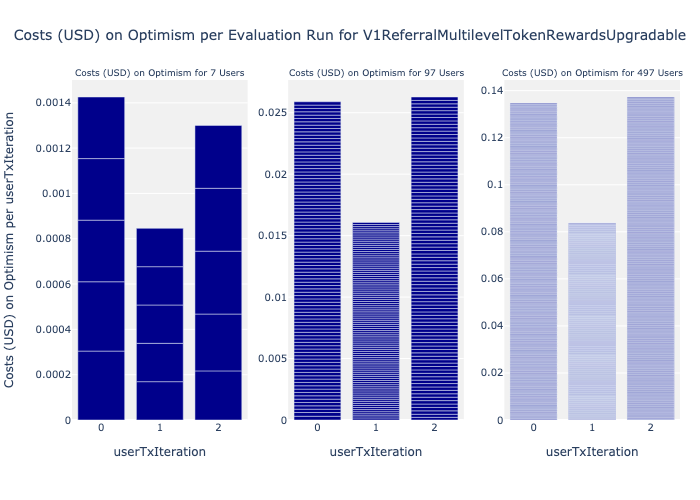 Costs (USD) on Optimism per Evaluation Run for V1ReferralMultilevelTokenRewardsUpgradable
Costs (USD) on Optimism for 7 Users
Costs (USD) on Optimism for 97 Users
Costs (USD) on Optimism for 497 Users
Costs (USD) on Optimism per userTxIteration
0.0014
0.0012
0.001
0.0008
0.0006
0.0004
0.0002
0
0 1 2
userTxIteration
0.025
0.02
0.015
0.01
0.005
0
0 1 2
userTxIteration
0.14
0.12
0.1
0.08
0.06
0.04
0.02
0
0 1 2
userTxIteration